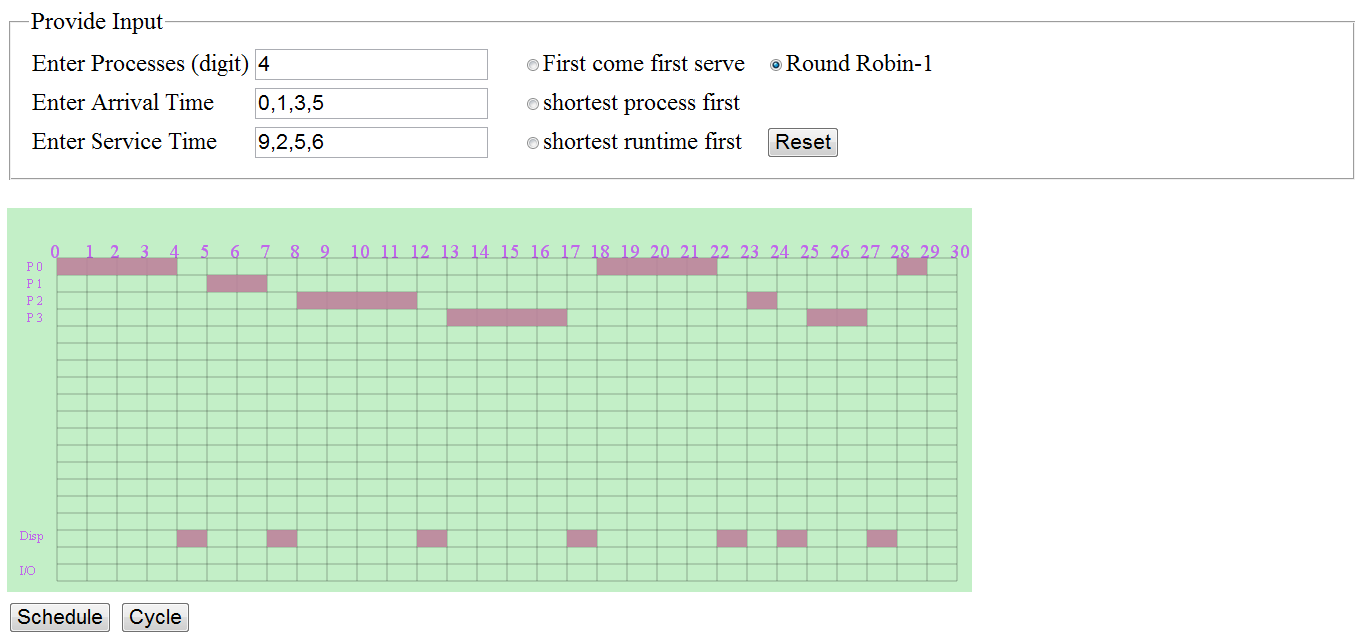 Provide Input
Enter Processes (digit) 4 First come first serve Round Robin-1
Enter Arrival Time 0,1,3,5 shortest process first
Enter Service Time 9,2,5,6 shortest runtime first Reset
0 1 2 3 4 5 6 7 8 9 10 11 12 13 14 15 16 17 18 19 20 21 22 23 24 25 26 27 28 29 30
P 0
P 1
P 2
P 3
Disp
I/O
Schedule Cycle